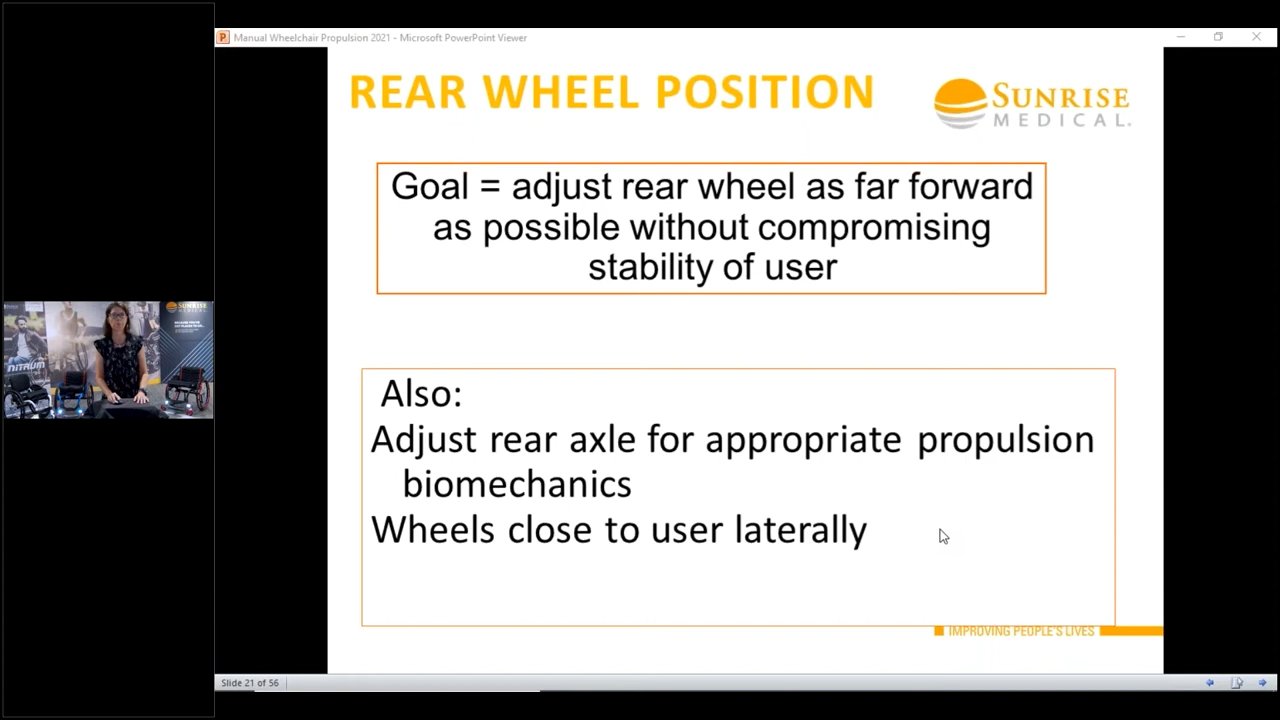 Manual Wheelchair Propulsion 2021 - Microsoft PowerPoint Viewer
REAR WHEEL POSITION
SUNRISE
MEDICAL.
Goal = adjust rear wheel as far forward
as possible without compromising
stability of user
Also:
Adjust rear axle for appropriate propulsion
biomechanics
Wheels close to user laterally
IMPROVING PEOPLE'S LIVES
Slide 21 of 56
SUNRISE
NITRUM